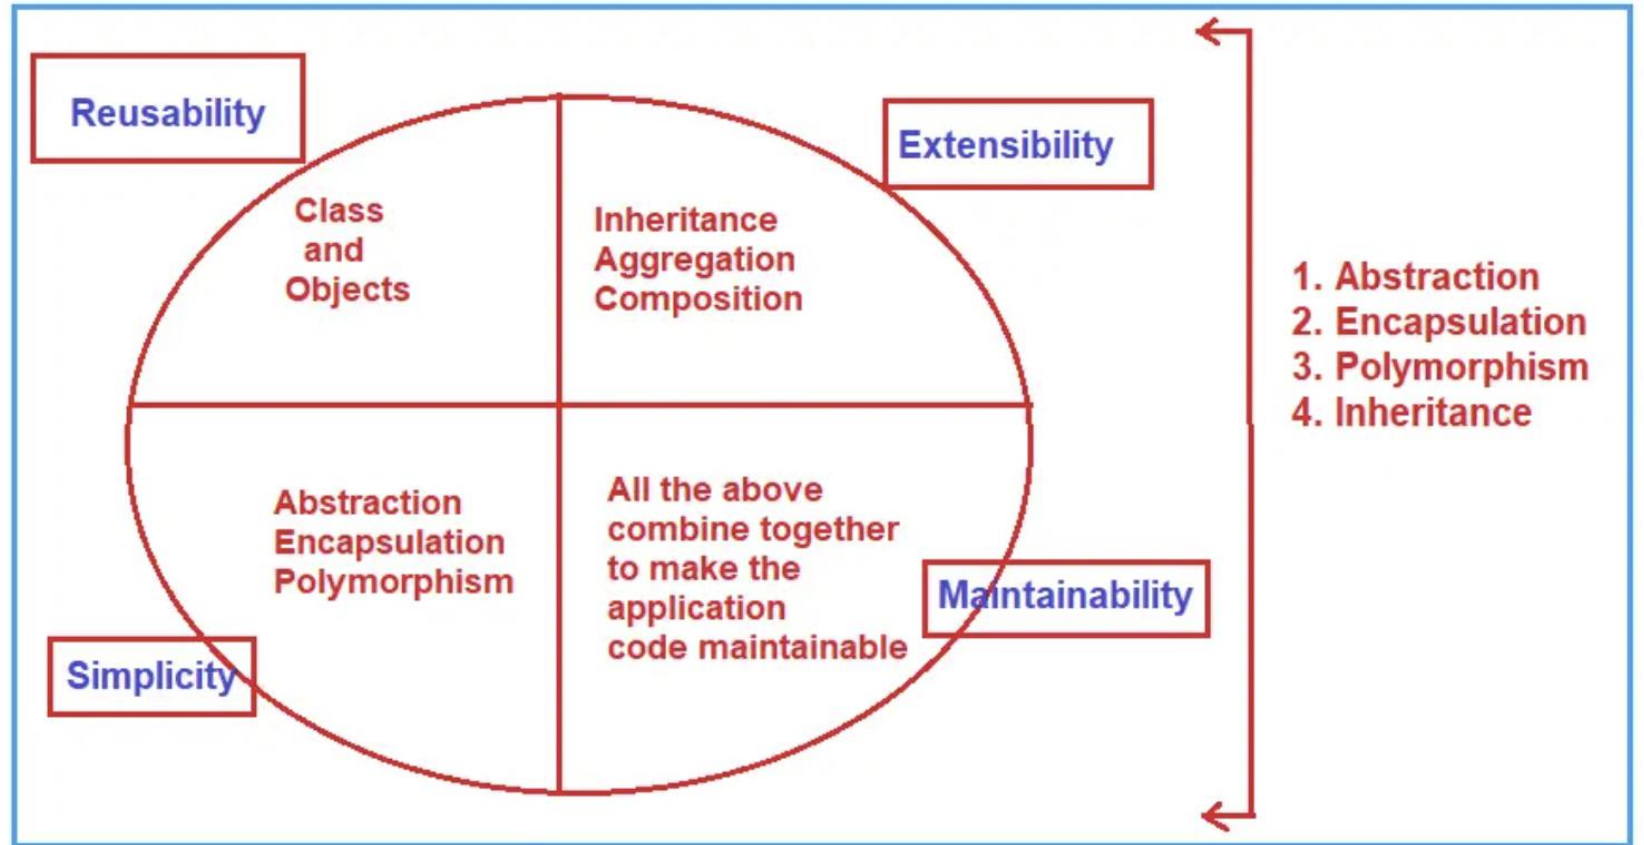 Reusability
Class
and
Objects
Extensibility
Inheritance
Aggregation
Composition
Abstraction
Encapsulation
Polymorphism
Simplicity
All the above
combine together
to make the
application
code maintainable
Maintainability
1. Abstraction
2. Encapsulation
3. Polymorphism
4. Inheritance